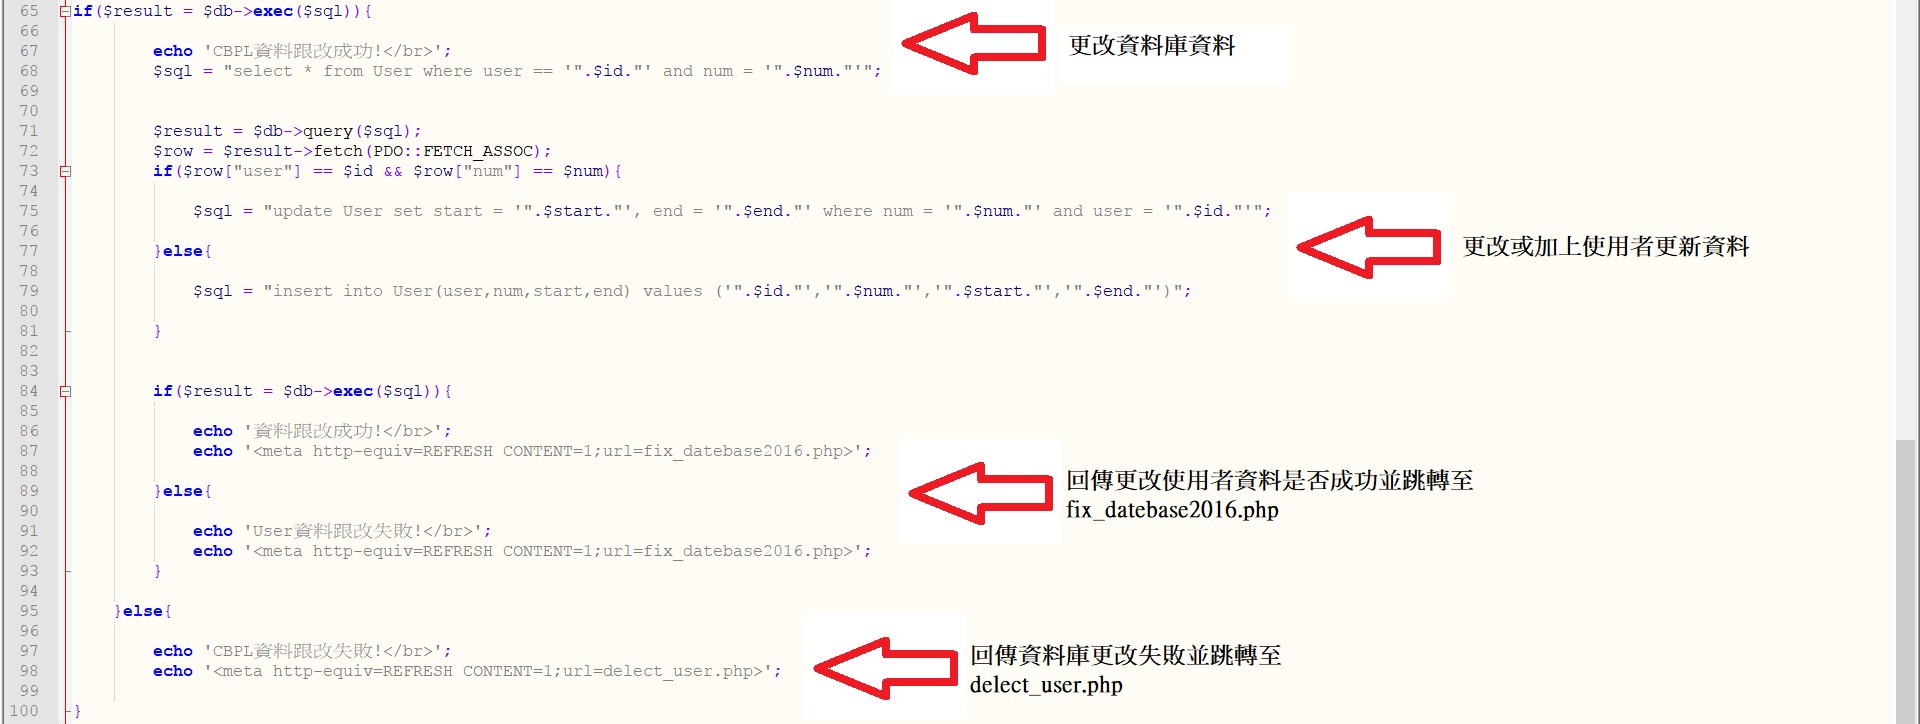 65 if($result = $db->exec($sql)){
66
更改資料庫資料
67 echo 'CBPL資料跟改成功!</br>';
68 $sql = "select * from User where user == '".$id."' and num = '".$num."'";
69
70
71 $result = $db->query($sql);
72 $row = $result->fetch(PDO::FETCH_ASSOC);
73 if($row["user"] == $id && $row["num"] == $num){
74
75 $sql = "update User set start = '".$start."', end = '".$end."' where num = '".$num."' and user = '".$id."'";
76
77 }else{
更改或加上使用者更新資料
78
79 $sql = "insert into User(user,num,start,end) values ('".$id."','".$num."','".$start."','".$end."')";
80
81 }
82
83
84 if($result = $db->exec($sql)){
85
86 echo '資料跟改成功!</br>';
87 echo '<meta http-equiv=REFRESH CONTENT=1;url=fix_datebase2016.php>';
88
回傳更改使用者資料是否成功並跳轉至
fix_datebase2016.php
89 }else{
90
91 echo 'User資料跟改失敗!</br>';
92 echo '<meta http-equiv=REFRESH CONTENT=1;url=fix_datebase2016.php>';
93 }
94
95 }else{
96
97 echo 'CBPL資料跟改失敗!</br>';
98 echo '<meta http-equiv=REFRESH CONTENT=1;url=delect_user.php>';
回傳資料庫更改失敗並跳轉至
delect_user.php
99
100 }